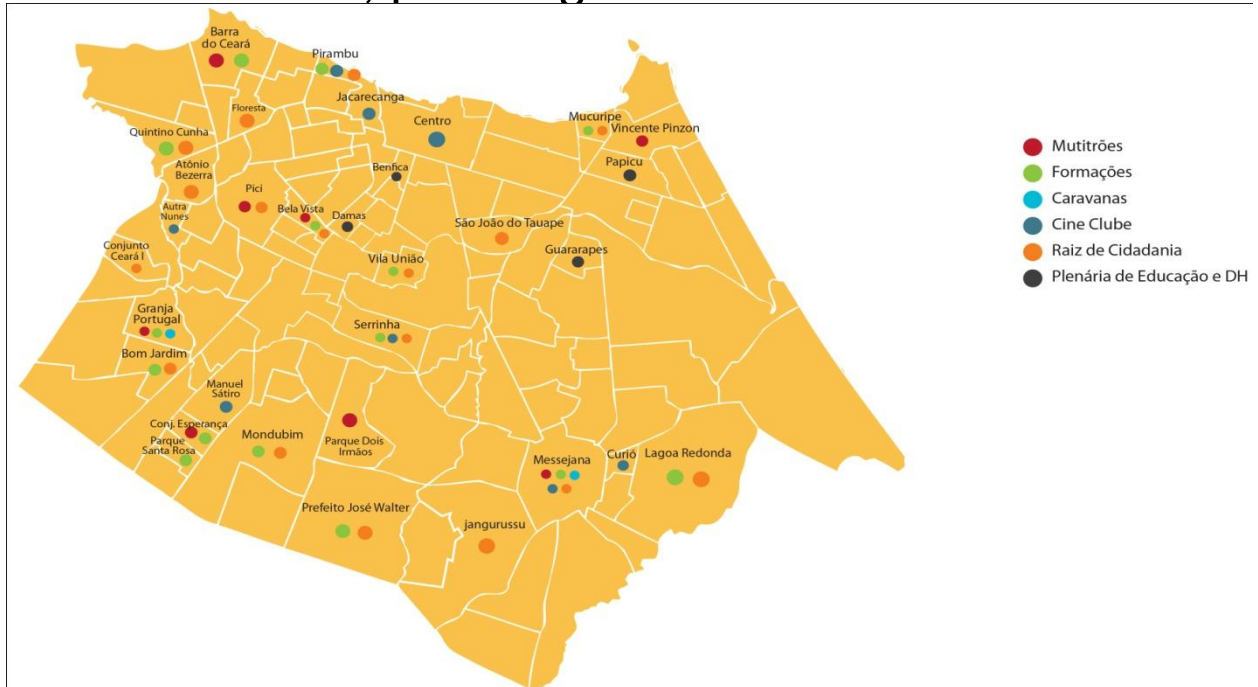 Barra
do Ceará
Pirambu
Jacarecanga
Floresta
Centro
Mucuripe
Vincente Pinzon
Quintino Cunha
Papicu
Atônio
Bezerra
Benfica
Pici
Autra
Nunes
Bela Vista
Damas
São João do Tauape
Conjunto
Ceará I
Guararapes
Vila União
Granja
Portugal
Serrinha
Bom Jardim
Manuel
Sátiro
Conj. Esperança
Parque
Santa Rosa
Mondubim
Parque Dois
Irmãos
Messejana
Curió
Lagoa Redonda
Prefeito José Walter
jangurussu
Mutitrões
Formações
Caravanas
Cine Clube
Raiz de Cidadania
Plenária de Educação e DH